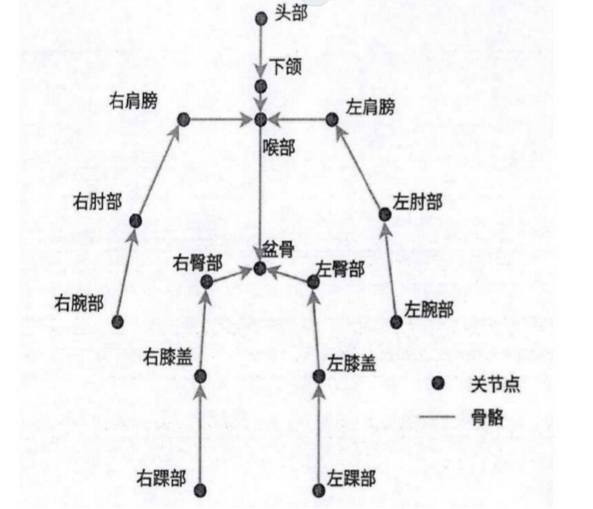 头部
下颌
右肩膀
左肩膀
喉部
右肘部
左肘部
盆骨
右臀部
左臀部
右腕部
左腕部
右膝盖
左膝盖
关节点
骨骼
右踝部
左踝部